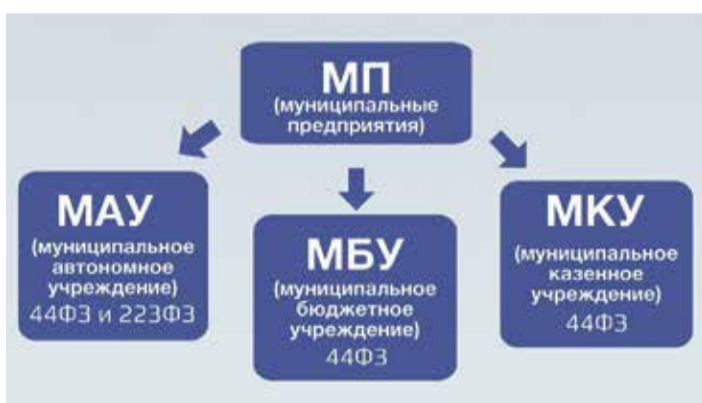 МП
(муниципальные
предприятия)
МАУ
(муниципальное
автономное
учреждение)
44ФЗ и 223ФЗ
МБУ
(муниципальное
бюджетное
учреждение)
44ФЗ
МКУ
(муниципальное
казенное
учреждение)
44ФЗ